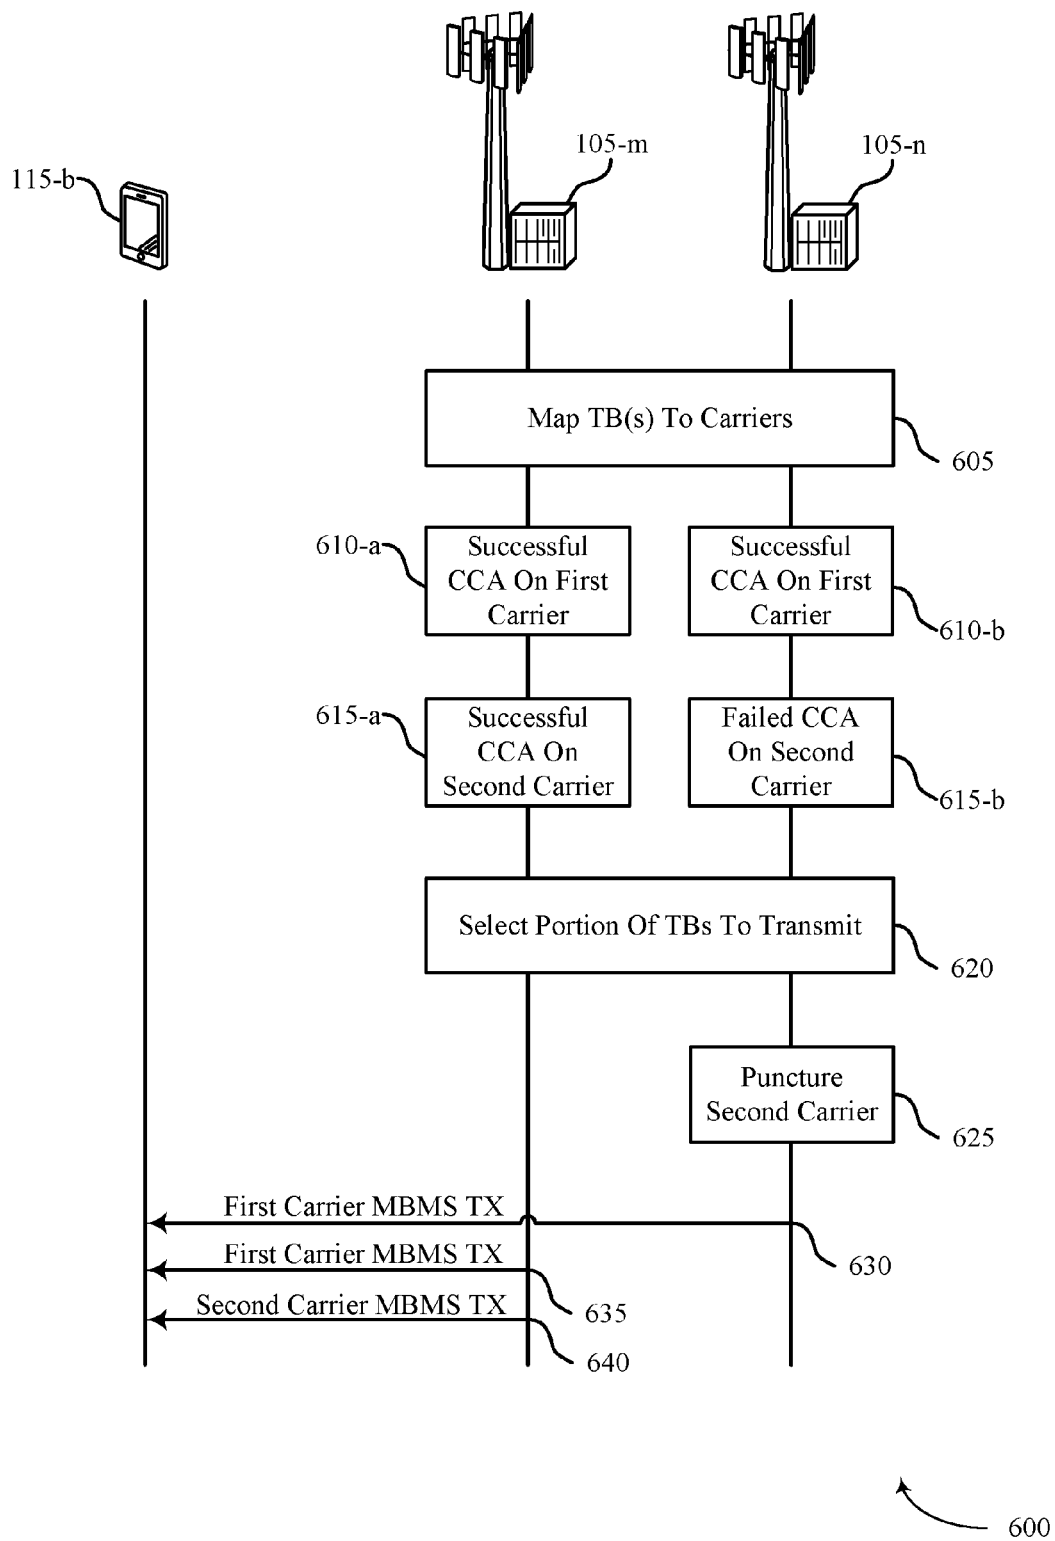 105-m
105-n
115-b
Map TB(s) To Carriers
605
610-a
Successful
CCA On First
Carrier
Successful
CCA On First
Carrier
610-b
615-a
Successful
CCA On
Second Carrier
Failed CCA
On Second
Carrier
615-b
Select Portion Of TBs To Transmit
620
Puncture
Second Carrier
625
First Carrier MBMS TX
630
First Carrier MBMS TX
635
Second Carrier MBMS TX
640
600